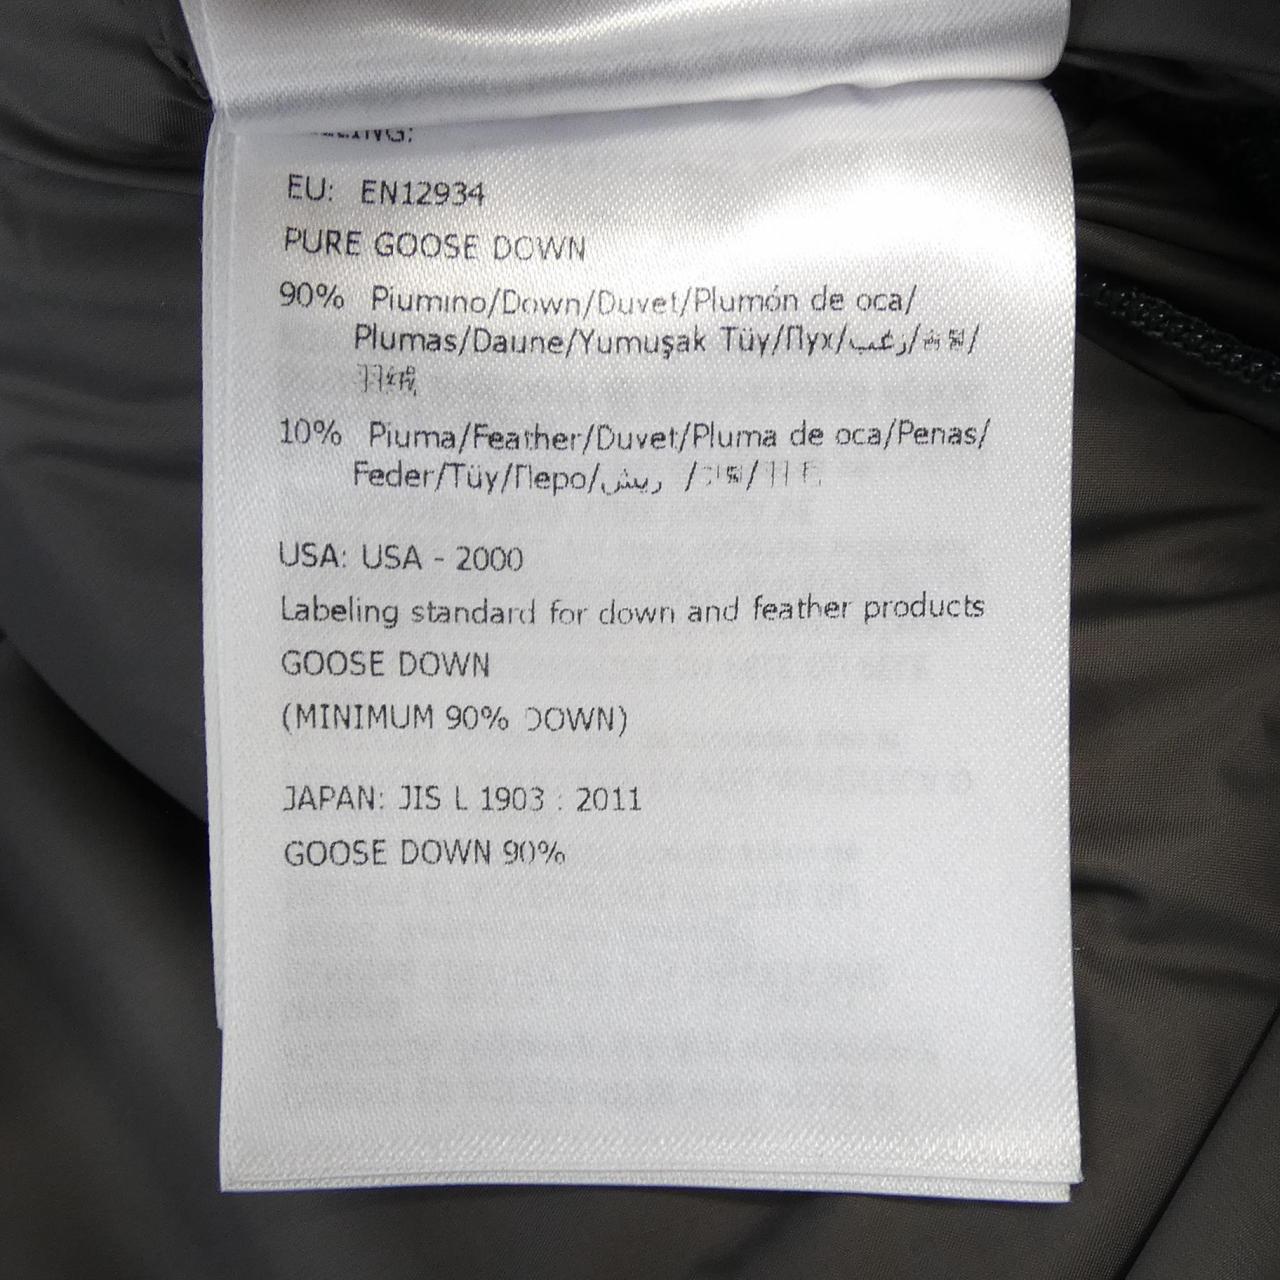 EU: EN12934
PURE GOOSE DOWN
90% Piumino/Down/Duvet/Plumón de oca/
Plumas/Daune/Yumuşak Tüy/Пух/زغب/
羽绒
10% Piuma/Feather/Duvet/Pluma de oca/Penas/
Feder/Tüy/Перо/ريش /
USA: USA - 2000
Labeling standard for down and feather products
GOOSE DOWN
(MINIMUM 90% DOWN)
JAPAN: JIS L 1903 : 2011
GOOSE DOWN 90%